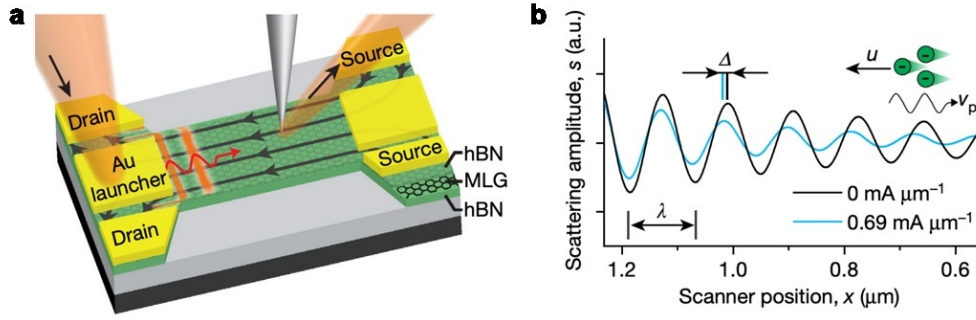 a
Drain
Au
launcher
Drain
Source
Source
hBN
MLG
hBN
b
Scattering amplitude, s (a.u.)
Δ
u
vp
λ
0 mA μm⁻¹
0.69 mA μm⁻¹
1.2 1.0 0.8 0.6
Scanner position, x (μm)